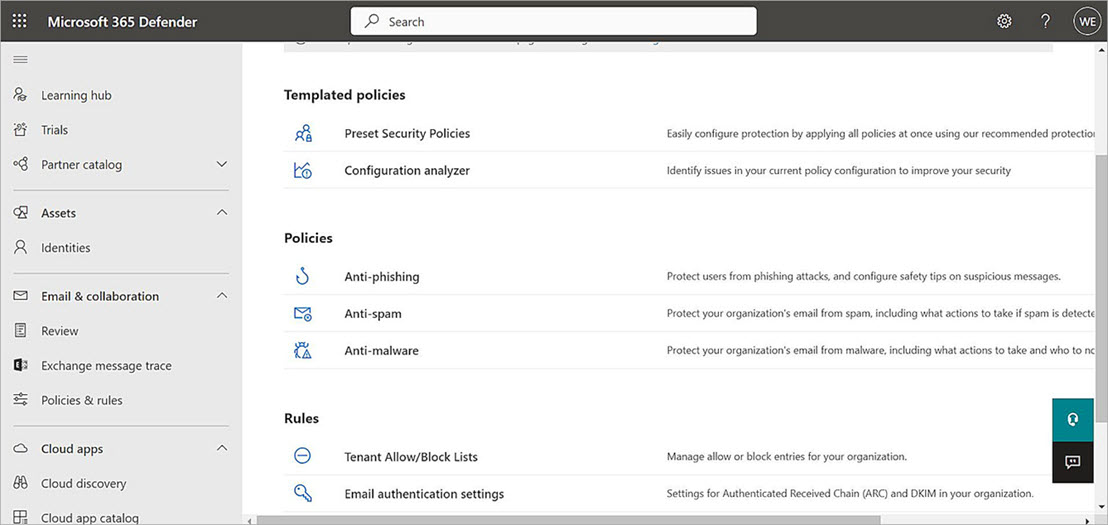 Microsoft 365 Defender
Search
WE
Learning hub
Trials
Partner catalog
Assets
Identities
Email & collaboration
Review
Exchange message trace
Policies & rules
Cloud apps
Cloud discovery
Cloud app catalog
Templated policies
Preset Security Policies Easily configure protection by applying all policies at once using our recommended protection
Configuration analyzer Identify issues in your current policy configuration to improve your security
Policies
Anti-phishing Protect users from phishing attacks, and configure safety tips on suspicious messages.
Anti-spam Protect your organization's email from spam, including what actions to take if spam is detecte
Anti-malware Protect your organization's email from malware, including what actions to take and who to no
Rules
Tenant Allow/Block Lists Manage allow or block entries for your organization.
Email authentication settings Settings for Authenticated Received Chain (ARC) and DKIM in your organization.